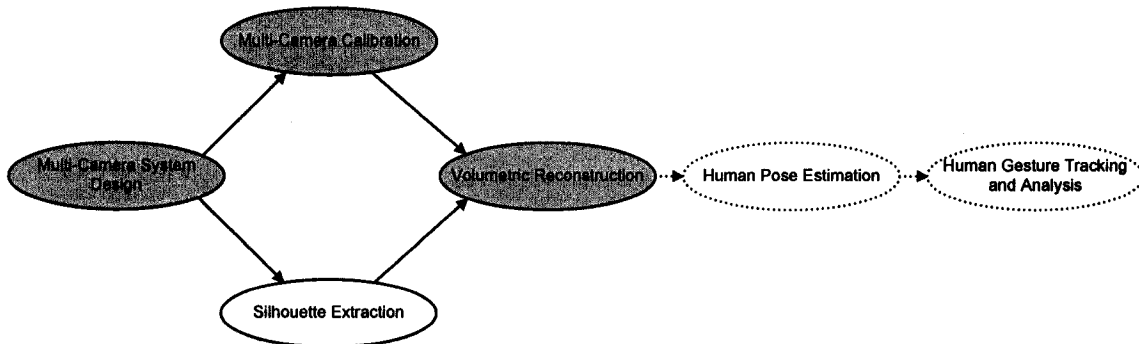 Multi-Camera Calibration
Multi-Camera System
Design
Volumetric Reconstruction
Human Pose Estimation
Human Gesture Tracking
and Analysis
Silhouette Extraction